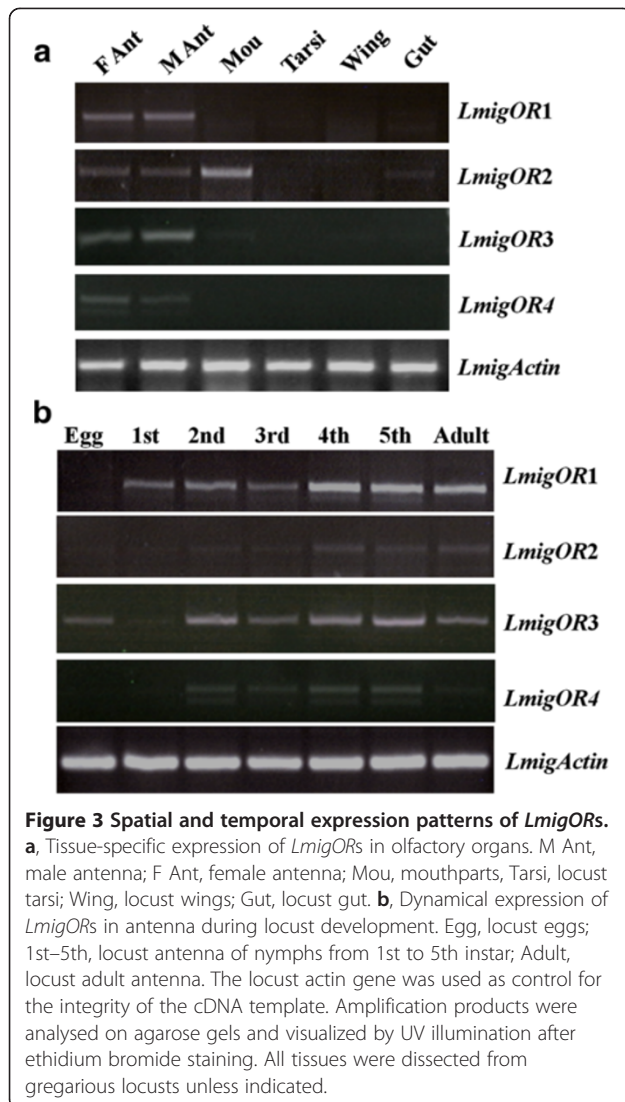 a
F Ant M Ant Mou Tarsi Wing Gut
LmigOR1
LmigOR2
LmigOR3
LmigOR4
LmigActin
b
Egg 1st 2nd 3rd 4th 5th Adult
LmigOR1
LmigOR2
LmigOR3
LmigOR4
LmigActin
Figure 3 Spatial and temporal expression patterns of LmigORs.
a, Tissue-specific expression of LmigORs in olfactory organs. M Ant,
male antenna; F Ant, female antenna; Mou, mouthparts, Tarsi, locust
tarsi; Wing, locust wings; Gut, locust gut. b, Dynamical expression of
LmigORs in antenna during locust development. Egg, locust eggs;
1st–5th, locust antenna of nymphs from 1st to 5th instar; Adult,
locust adult antenna. The locust actin gene was used as control for
the integrity of the cDNA template. Amplification products were
analysed on agarose gels and visualized by UV illumination after
ethidium bromide staining. All tissues were dissected from
gregarious locusts unless indicated.